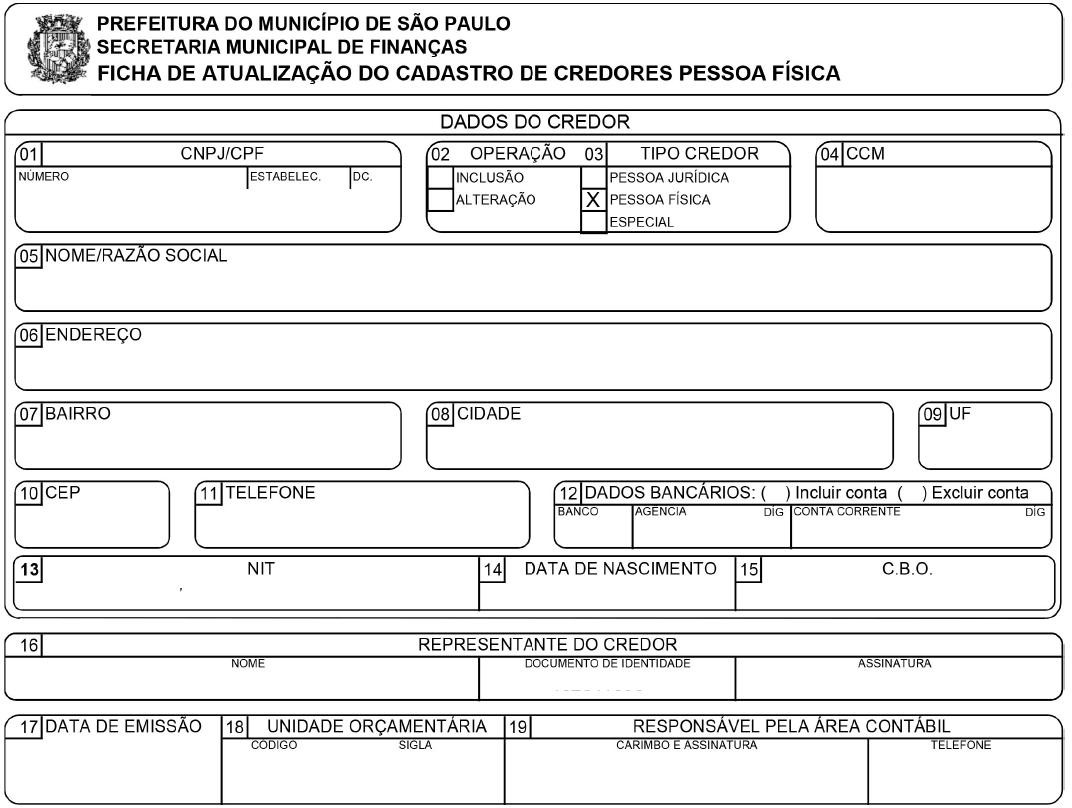 PREFEITURA DO MUNICÍPIO DE SÃO PAULO
SECRETARIA MUNICIPAL DE FINANÇAS
FICHA DE ATUALIZAÇÃO DO CADASTRO DE CREDORES PESSOA FÍSICA
DADOS DO CREDOR
01 CNPJ/CPF
NÚMERO ESTABELEC. DC.
02 OPERAÇÃO 03 TIPO CREDOR
INCLUSÃO PESSOA JURÍDICA
ALTERAÇÃO X PESSOA FÍSICA
ESPECIAL
04 CCM
05 NOME/RAZÃO SOCIAL
06 ENDEREÇO
07 BAIRRO
08 CIDADE
09 UF
10 CEP
11 TELEFONE
12 DADOS BANCÁRIOS: ( ) Incluir conta ( ) Excluir conta
BANCO AGENCIA DÍG CONTA CORRENTE DÍG
13 NIT
14 DATA DE NASCIMENTO
15 C.B.O.
16 REPRESENTANTE DO CREDOR
NOME DOCUMENTO DE IDENTIDADE ASSINATURA
17 DATA DE EMISSÃO
18 UNIDADE ORÇAMENTÁRIA
CÓDIGO SIGLA
19 RESPONSÁVEL PELA ÁREA CONTÁBIL
CARIMBO E ASSINATURA TELEFONE